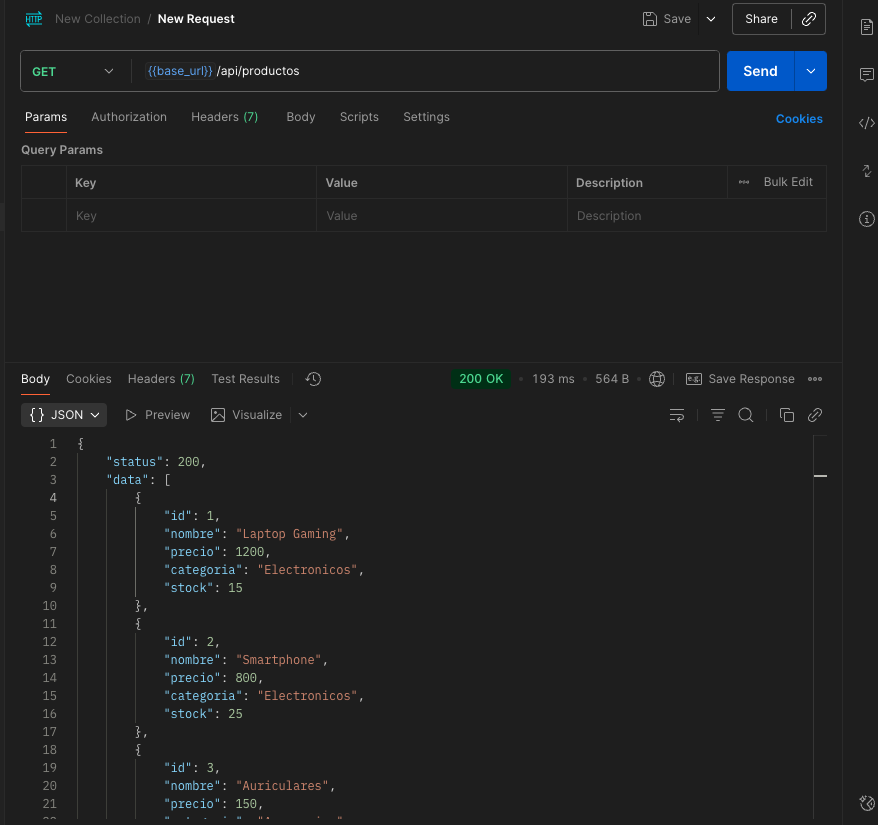 HTTP New Collection / New Request Save Share
GET {{base_url}} /api/productos Send
Params Authorization Headers (7) Body Scripts Settings Cookies
Query Params
Key Value Description Bulk Edit
Key Value Description
Body Cookies Headers (7) Test Results 200 OK 193 ms 564 B e.g. Save Response
{} JSON Preview Visualize
1 {
2 "status": 200,
3 "data": [
4 {
5 "id": 1,
6 "nombre": "Laptop Gaming",
7 "precio": 1200,
8 "categoria": "Electronicos",
9 "stock": 15
10 },
11 {
12 "id": 2,
13 "nombre": "Smartphone",
14 "precio": 800,
15 "categoria": "Electronicos",
16 "stock": 25
17 },
18 {
19 "id": 3,
20 "nombre": "Auriculares",
21 "precio": 150,